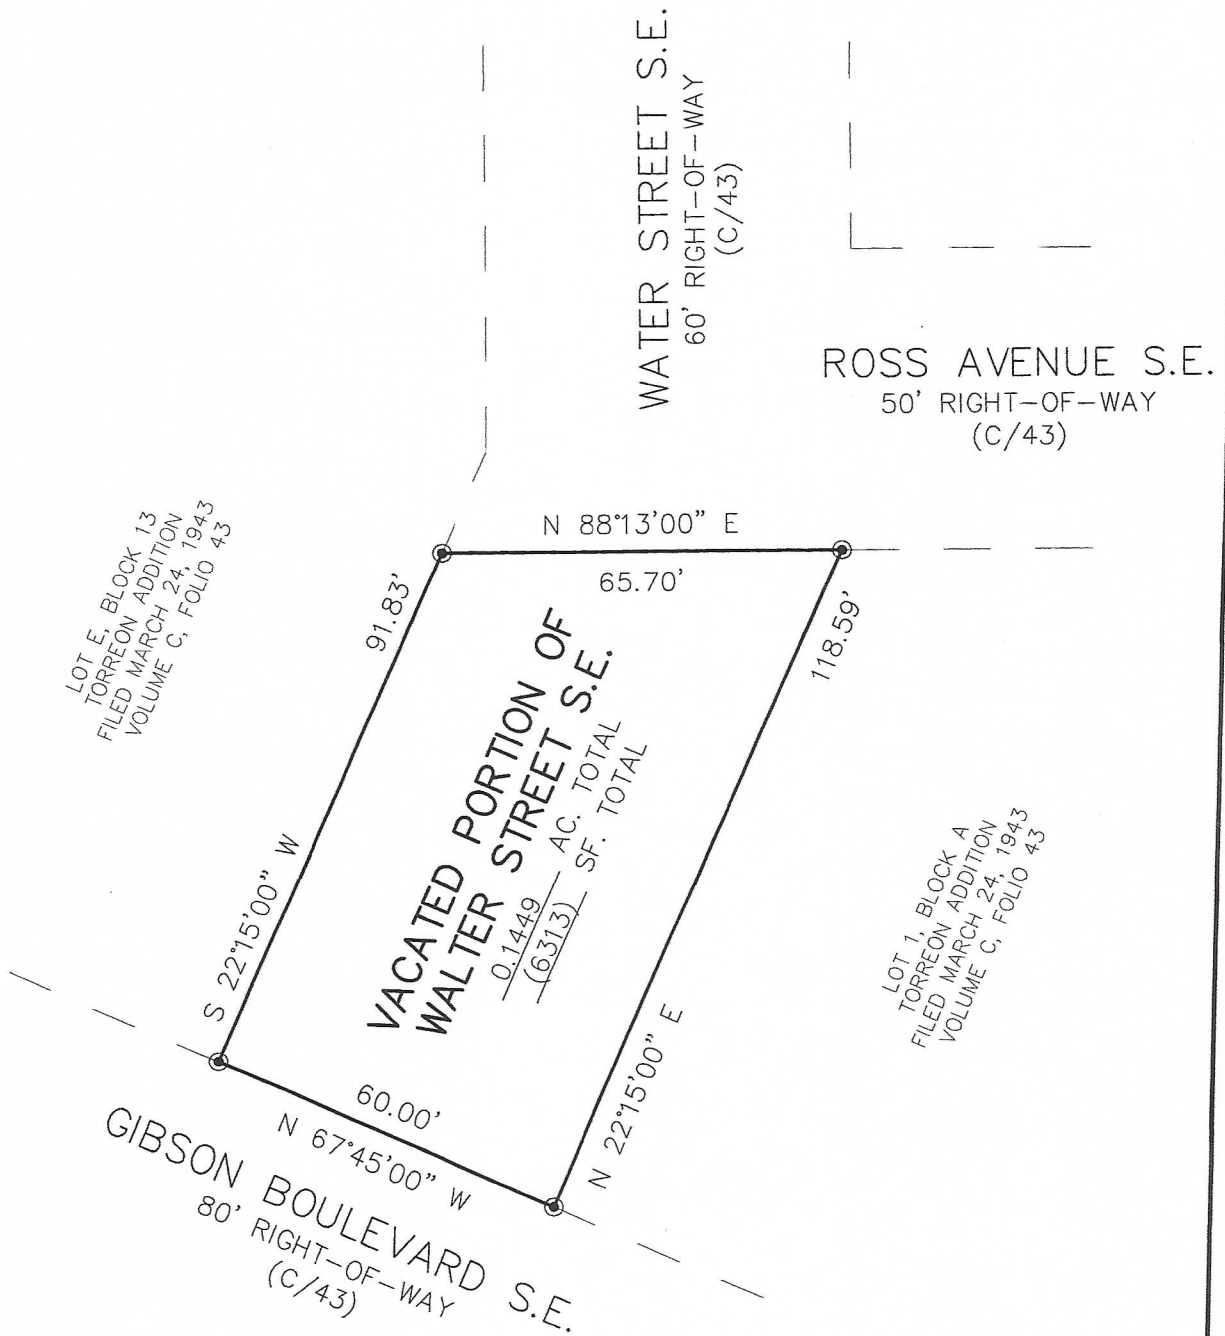 WATER STREET S.E.
60' RIGHT-OF-WAY
(C/43)
ROSS AVENUE S.E.
50' RIGHT-OF-WAY
(C/43)
LOT E, BLOCK 13
TORREON ADDITION
FILED MARCH 24, 1943
VOLUME C, FOLIO 43
N 88°13'00" E
65.70'
91.83'
S 22°15'00" W
118.59'
N 22°15'00" E
VACATED PORTION OF
WALTER STREET S.E.
0.1449 AC. TOTAL
(6313) SF. TOTAL
LOT 1, BLOCK A
TORREON ADDITION
FILED MARCH 24, 1943
VOLUME C, FOLIO 43
60.00'
N 67°45'00" W
GIBSON BOULEVARD S.E.
80' RIGHT-OF-WAY
(C/43)